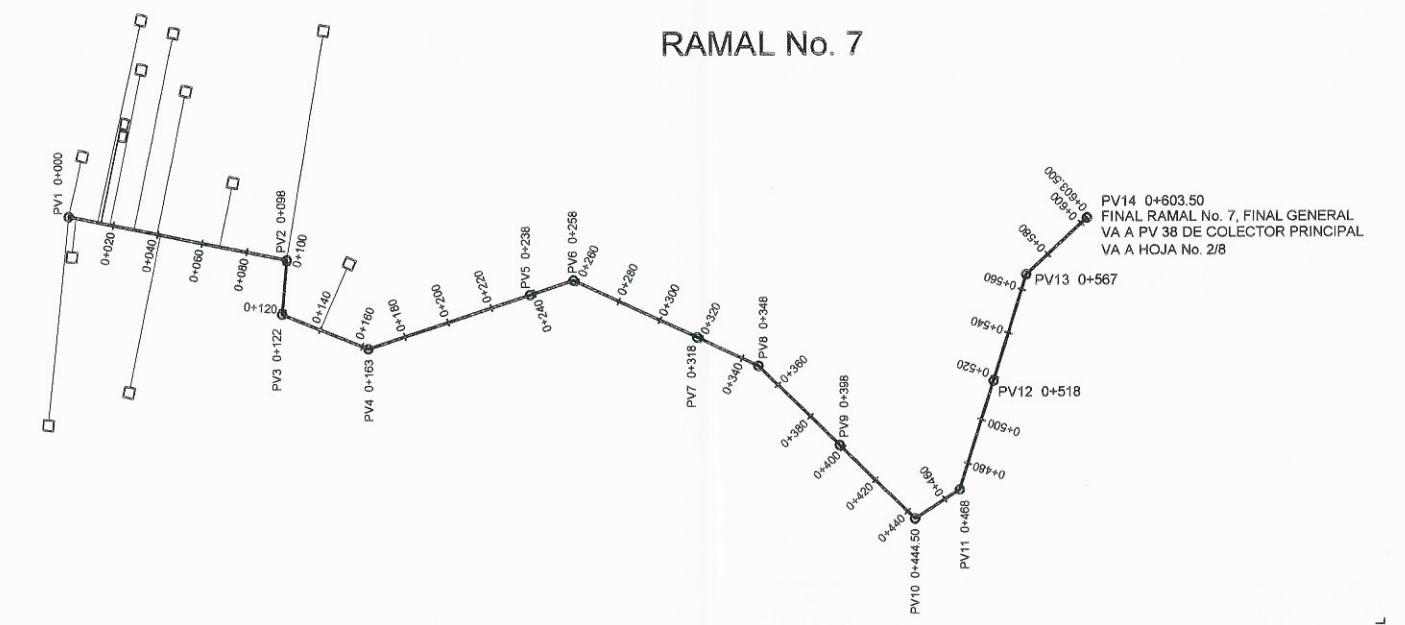 RAMAL No. 7
PV1 0+000
0+020
0+040
0+060
0+080
PV2 0+098
0+100
0+120
PV3 0+122
0+140
0+160
PV4 0+163
0+180
0+200
0+220
PV5 0+238
0+240
PV6 0+258
0+260
0+280
0+300
PV7 0+318
0+320
0+340
PV8 0+348
0+360
0+380
PV9 0+398
0+400
0+420
0+440
PV10 0+444.50
0+460
PV11 0+468
0+480
0+500
PV12 0+518
0+520
0+540
0+560
PV13 0+567
0+580
0+600
0+603.500
PV14 0+603.50
FINAL RAMAL No. 7, FINAL GENERAL
VA A PV 38 DE COLECTOR PRINCIPAL
VA A HOJA No. 2/8